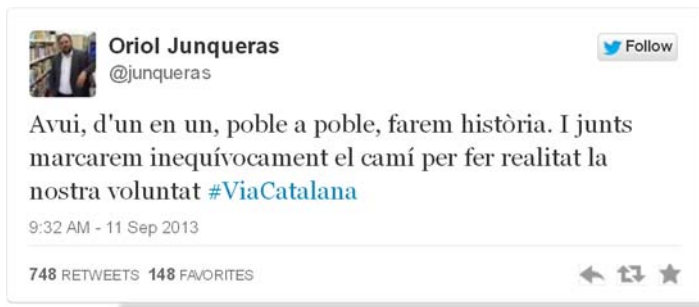 Oriol Junqueras
@junqueras
Follow
Avui, d'un en un, poble a poble, farem història. I junts
marcarem inequívocament el camí per fer realitat la
nostra voluntat #ViaCatalana
9:32 AM - 11 Sep 2013
748 RETWEETS 148 FAVORITES